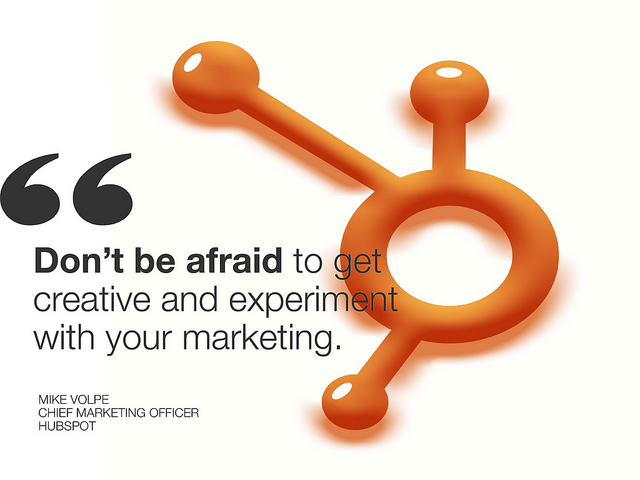 “
Don’t be afraid to get
creative and experiment
with your marketing.
MIKE VOLPE
CHIEF MARKETING OFFICER
HUBSPOT